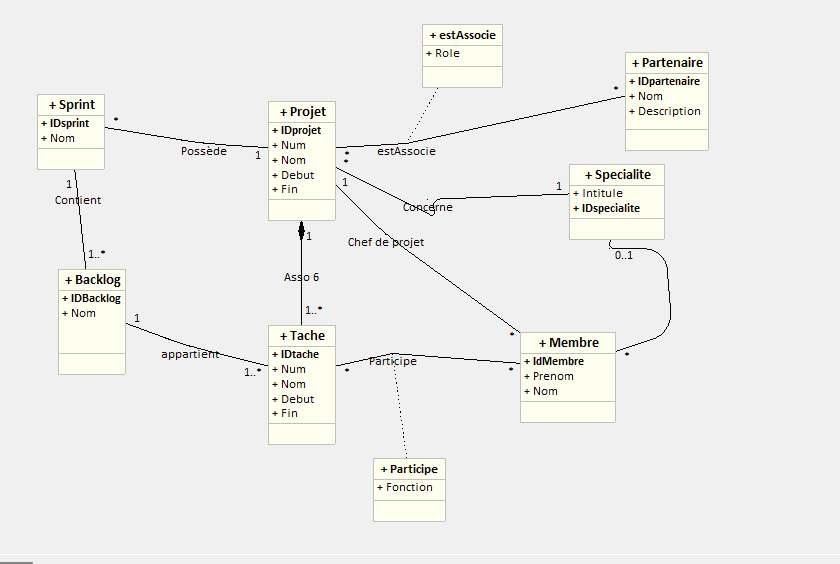 + estAssocie
+ Role
+ Partenaire
+ IDpartenaire
+ Nom
+ Description
*
+ Sprint
+ IDsprint
+ Nom
*
Possède
1
+ Projet
+ IDprojet
+ Num
+ Nom
+ Debut
+ Fin
*
estAssocie
*
1
Concerne
1
+ Specialite
+ Intitule
+ IDspecialite
0..1
1
Contient
1..*
Chef de projet
*
1
Asso 6
1..*
+ Backlog
+ IDBacklog
+ Nom
1
appartient
1..*
+ Tache
+ IDtache
+ Num
+ Nom
+ Debut
+ Fin
*
Participe
*
+ Membre
+ IdMembre
+ Prenom
+ Nom
*
+ Participe
+ Fonction